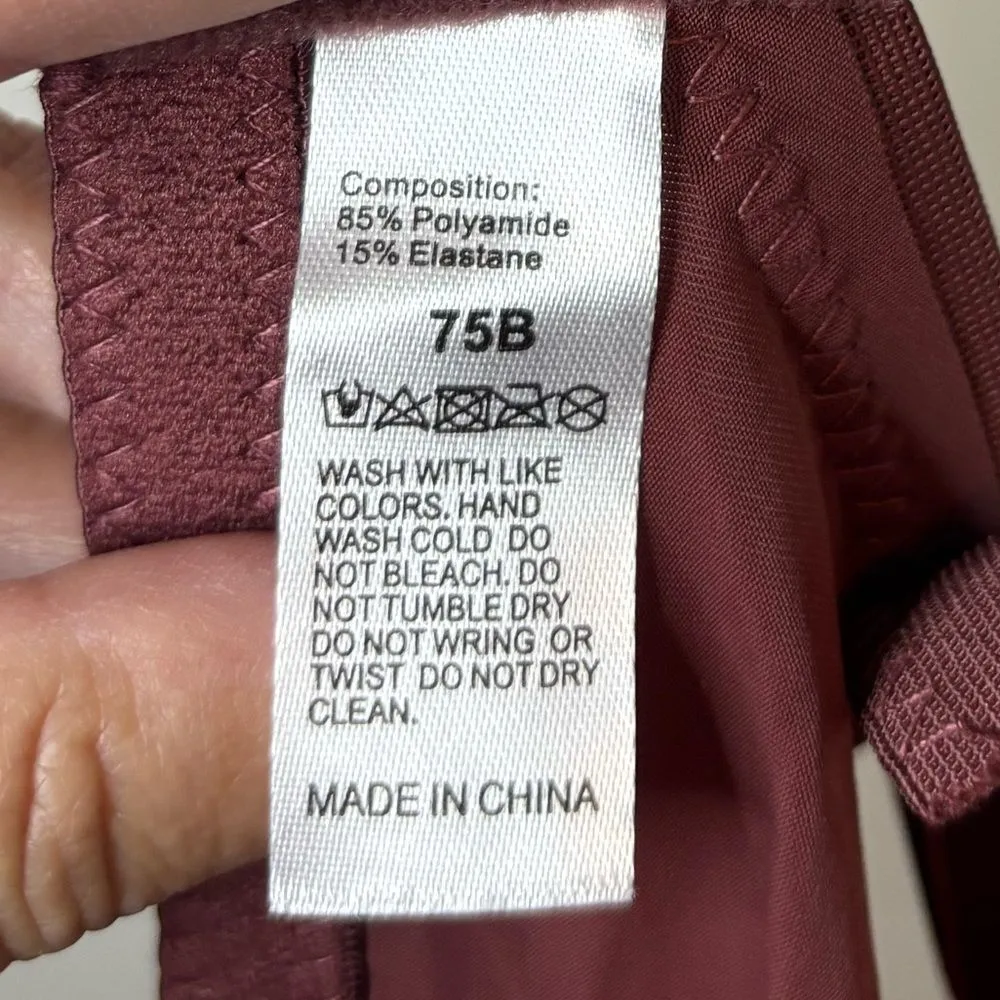 Composition:
85% Polyamide
15% Elastane
75B
WASH WITH LIKE
COLORS. HAND
WASH COLD DO
NOT BLEACH. DO
NOT TUMBLE DRY
DO NOT WRING OR
TWIST DO NOT DRY
CLEAN.
MADE IN CHINA